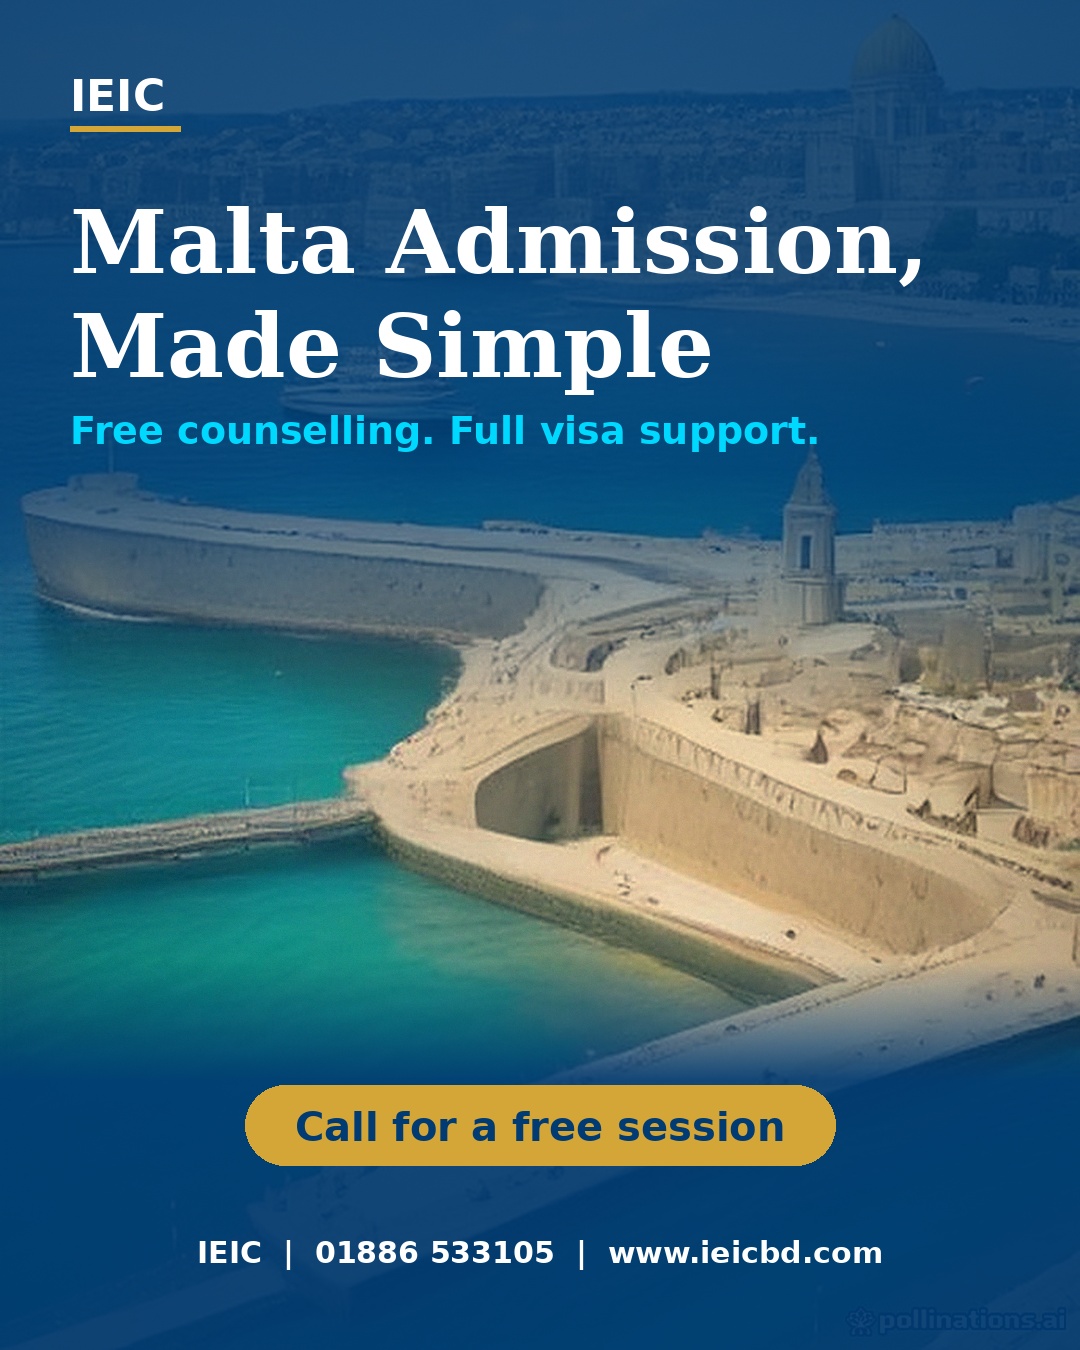 IEIC
Malta Admission,
Made Simple
Free counselling. Full visa support.
Call for a free session
IEIC | 01886 533105 | www.ieicbd.com
pollinations.ai